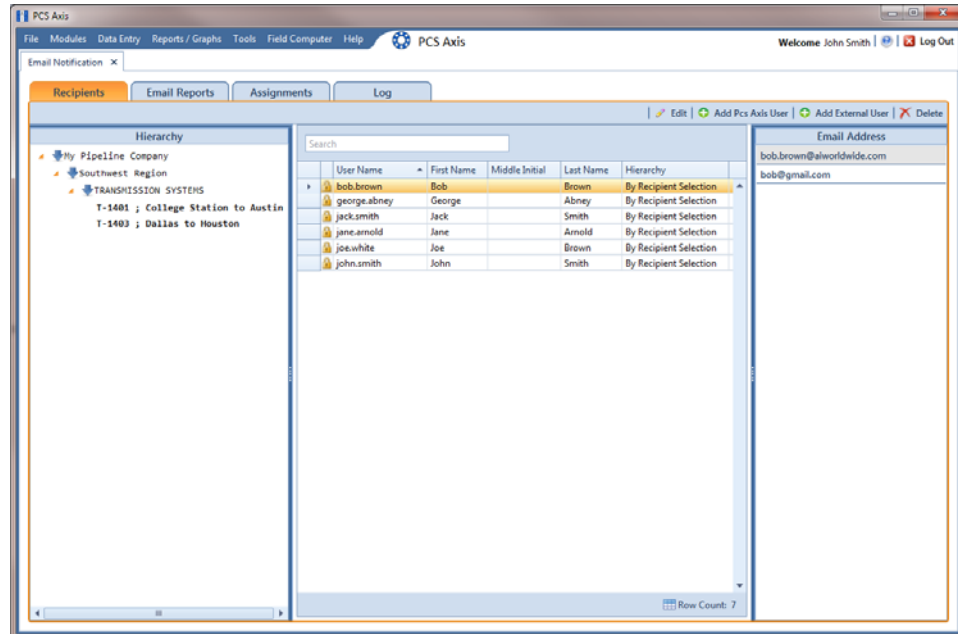 PCS Axis
File Modules Data Entry Reports / Graphs Tools Field Computer Help PCS Axis Welcome John Smith | | Log Out
Email Notification ×
Recipients Email Reports Assignments Log
| Edit | Add Pcs Axis User | Add External User | Delete
Hierarchy
My Pipeline Company
Southwest Region
TRANSMISSION SYSTEMS
T-1401 ; College Station to Austin
T-1403 ; Dallas to Houston
Search
User Name First Name Middle Initial Last Name Hierarchy
bob.brown Bob Brown By Recipient Selection
george.abney George Abney By Recipient Selection
jack.smith Jack Smith By Recipient Selection
jane.arnold Jane Arnold By Recipient Selection
joe.white Joe Brown By Recipient Selection
john.smith John Smith By Recipient Selection
Row Count: 7
Email Address
bob.brown@aiworldwide.com
bob@gmail.com